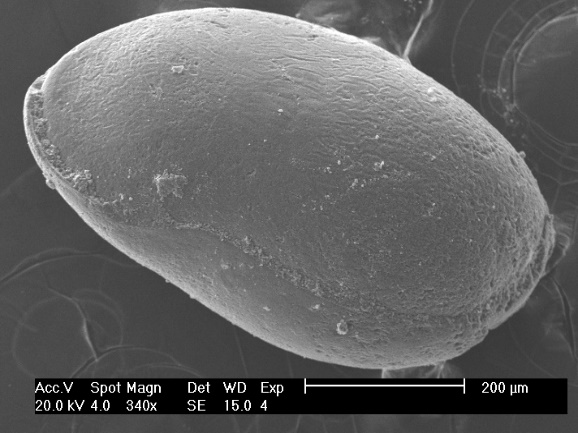 Acc.V Spot Magn Det WD Exp 200 µm
20.0 kV 4.0 340x SE 15.0 4